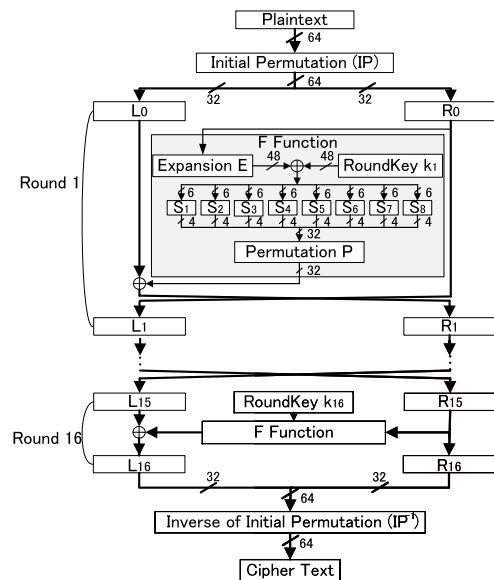 Plaintext
64
Initial Permutation (IP)
64
32 32
L0 R0
F Function
Round 1
Expansion E 48 48 RoundKey k1
6 6 6 6 6 6 6 6
S1 S2 S3 S4 S5 S6 S7 S8
4 4 4 4 4 4 4 4
32
Permutation P
32
L1 R1
L15 RoundKey k16 R15
Round 16
F Function
L16 R16
32 32
64
Inverse of Initial Permutation (IP⁻¹)
64
Cipher Text